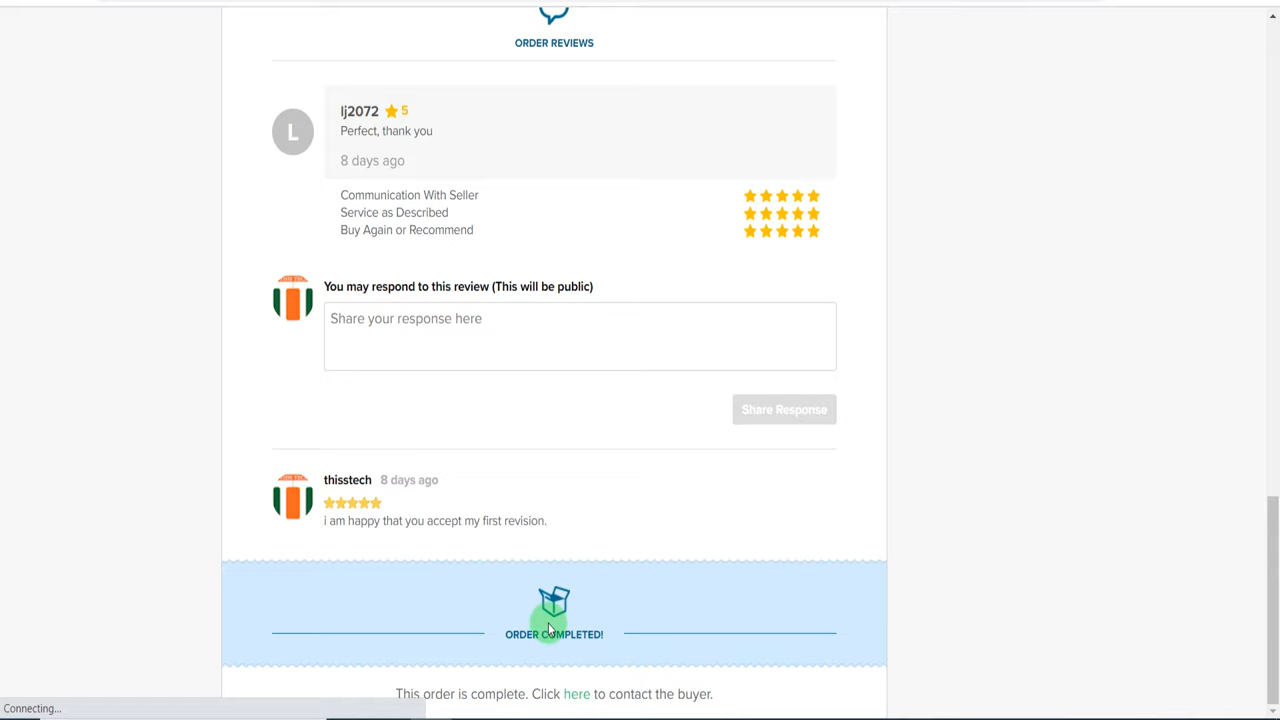 ORDER REVIEWS
lj2072 5
L
Perfect, thank you
8 days ago
Communication With Seller
Service as Described
Buy Again or Recommend
You may respond to this review (This will be public)
Share your response here
Share Response
thisstech 8 days ago
i am happy that you accept my first revision.
ORDER COMPLETED!
This order is complete. Click here to contact the buyer.
Connecting...